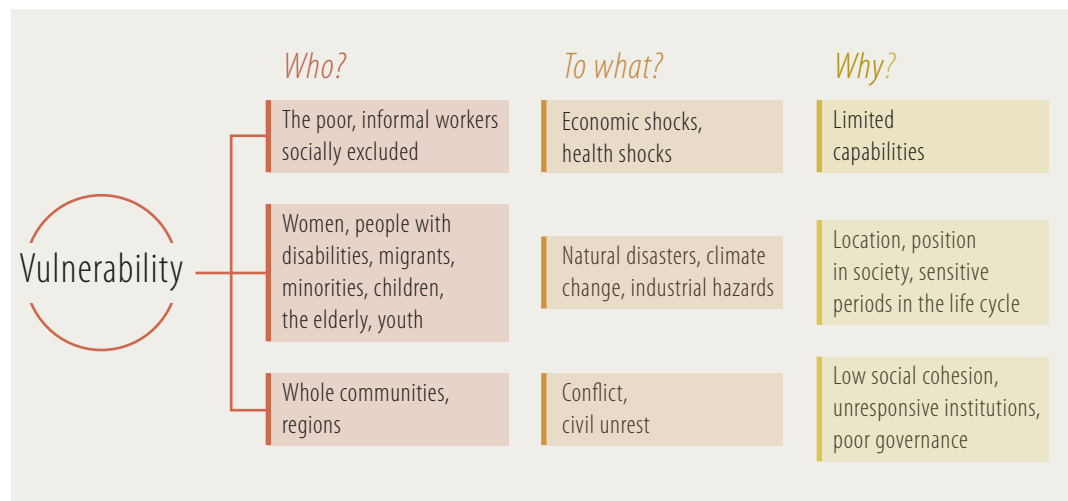 Who?
To what?
Why?
Vulnerability
The poor, informal workers
socially excluded
Economic shocks,
health shocks
Limited
capabilities
Women, people with
disabilities, migrants,
minorities, children,
the elderly, youth
Natural disasters, climate
change, industrial hazards
Location, position
in society, sensitive
periods in the life cycle
Whole communities,
regions
Conflict,
civil unrest
Low social cohesion,
unresponsive institutions,
poor governance